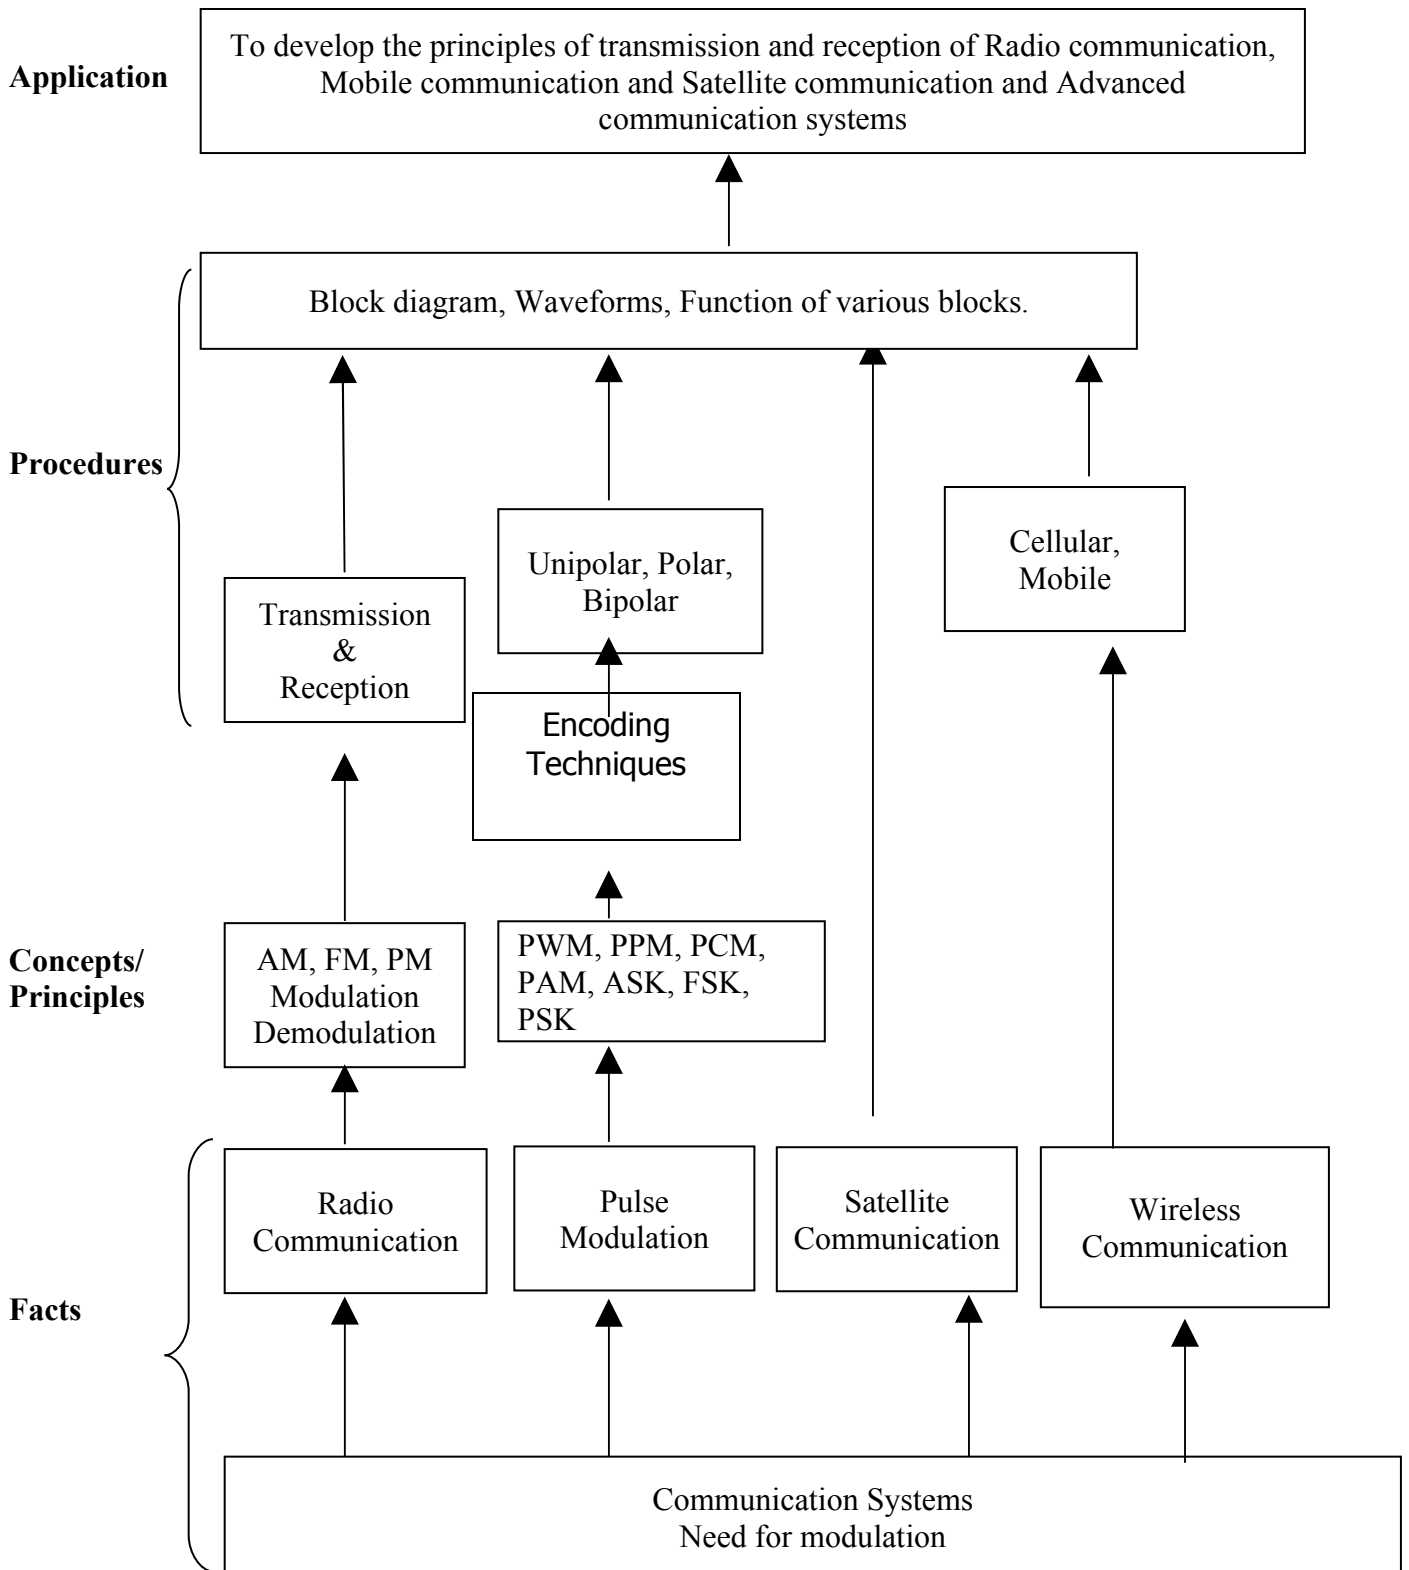 Application
To develop the principles of transmission and reception of Radio communication,
Mobile communication and Satellite communication and Advanced
communication systems
Block diagram, Waveforms, Function of various blocks.
Procedures
Cellular,
Mobile
Unipolar, Polar,
Bipolar
Transmission
&
Reception
Encoding
Techniques
Concepts/
Principles
AM, FM, PM
Modulation
Demodulation
PWM, PPM, PCM,
PAM, ASK, FSK,
PSK
Facts
Radio
Communication
Pulse
Modulation
Satellite
Communication
Wireless
Communication
Communication Systems
Need for modulation